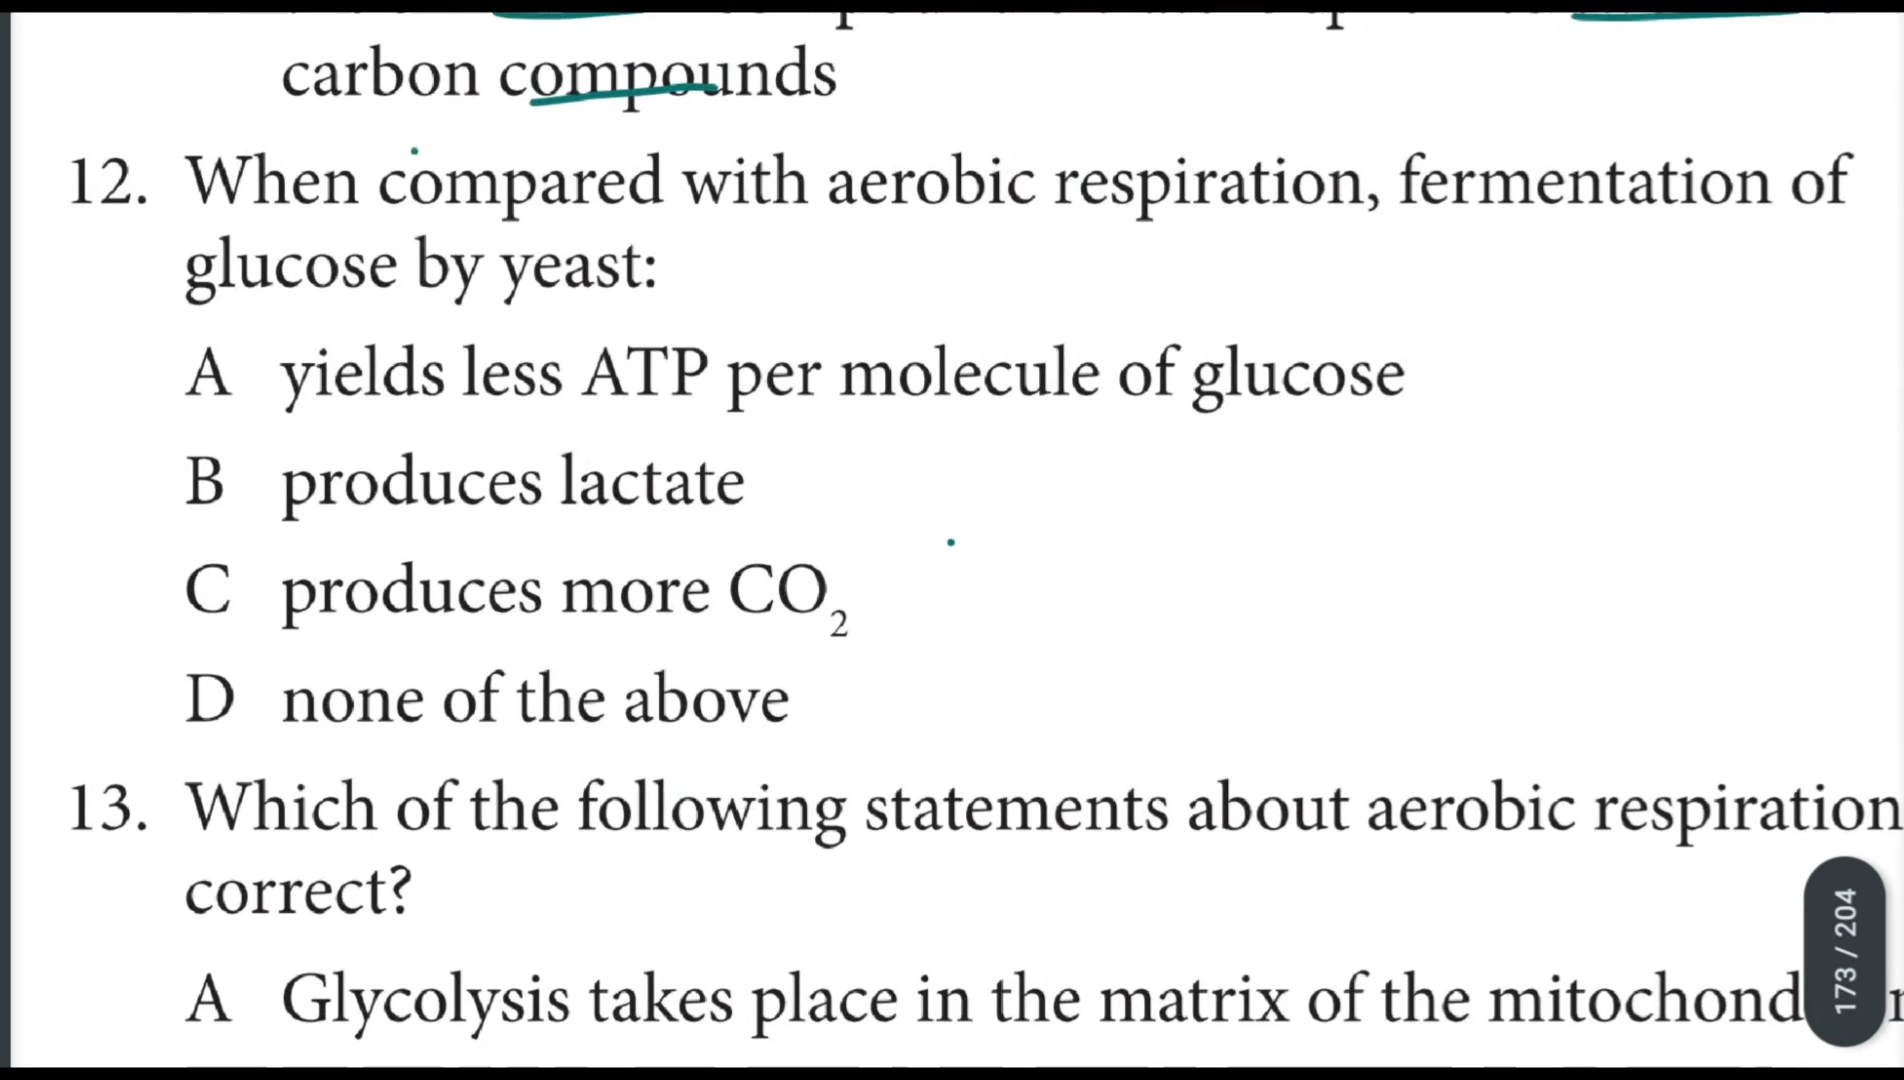 carbon compounds
12. When compared with aerobic respiration, fermentation of
glucose by yeast:
A yields less ATP per molecule of glucose
B produces lactate
C produces more CO₂
D none of the above
13. Which of the following statements about aerobic respiration
correct?
A Glycolysis takes place in the matrix of the mitochond
173 / 204